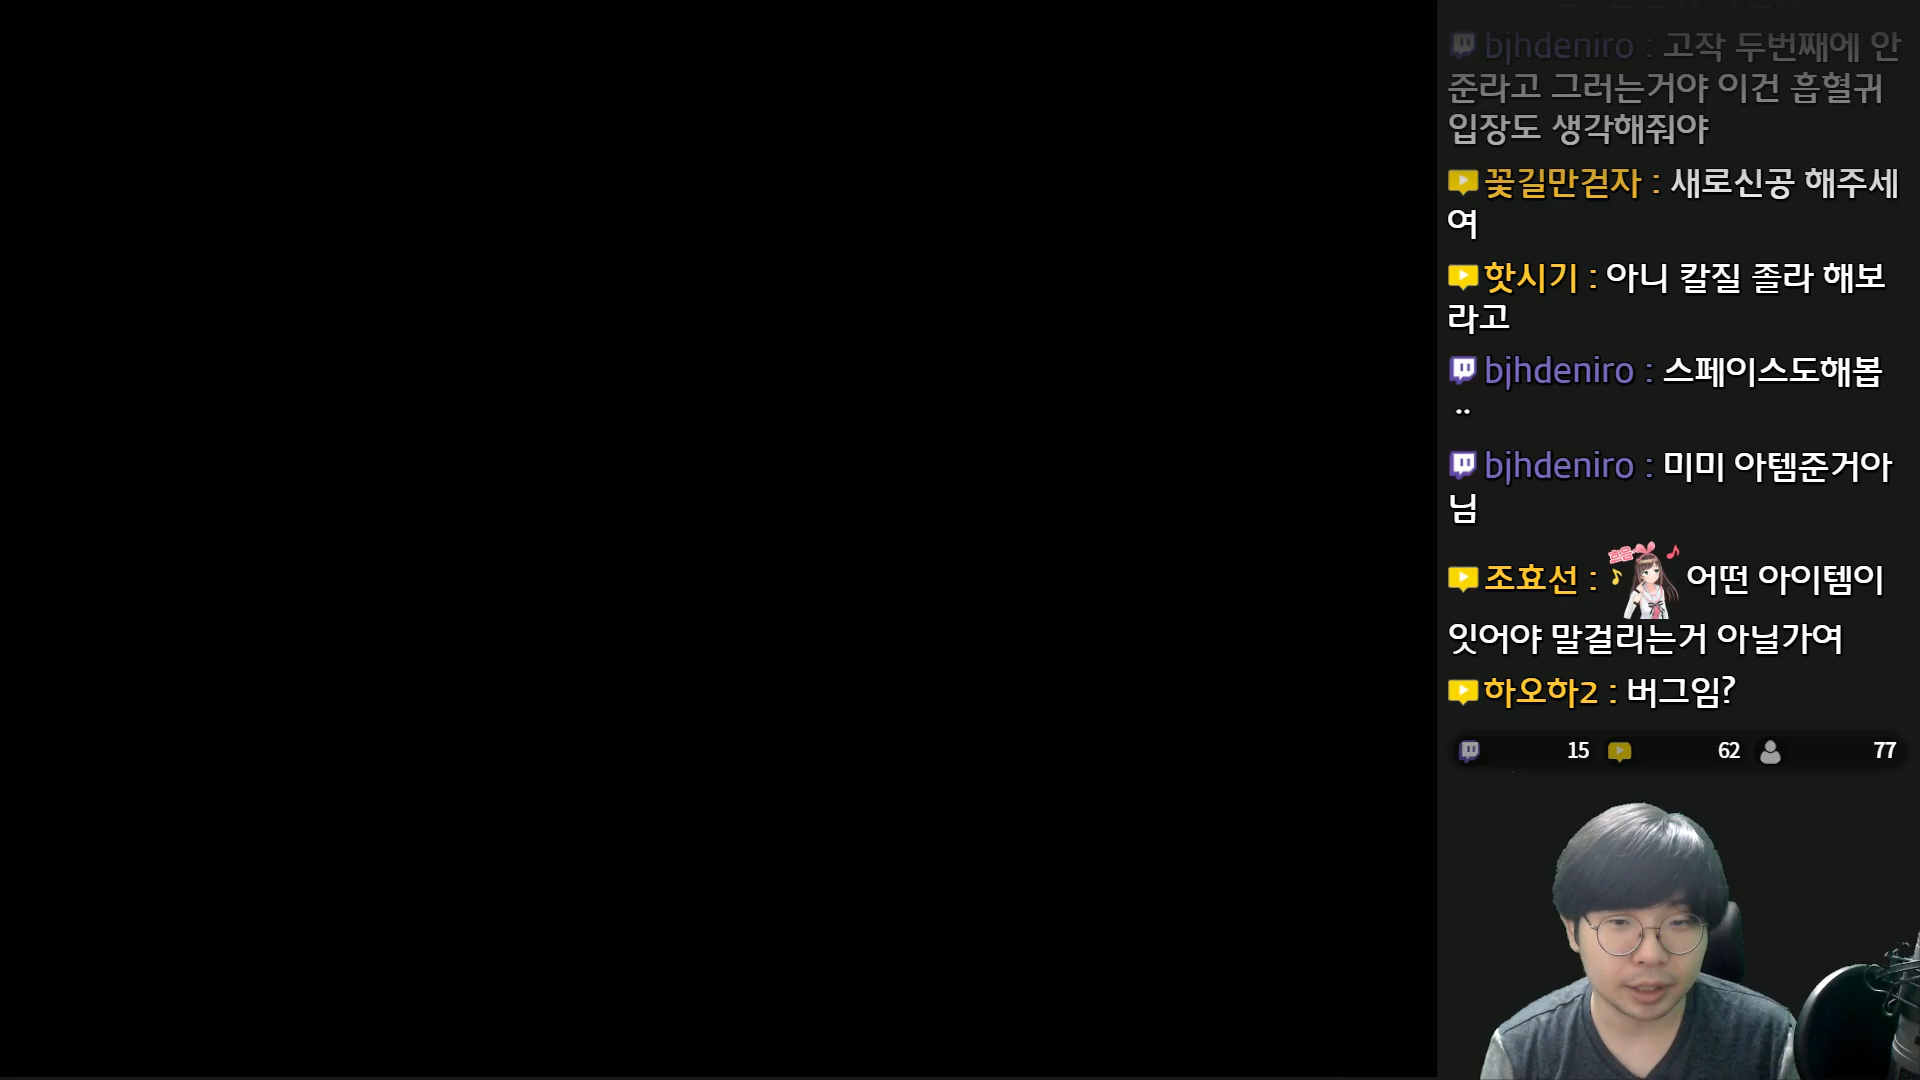 bjhdeniro : 고작 두번째에 안
준라고 그러는거야 이건 흡혈귀
입장도 생각해줘야
꽃길만걷자 : 새로신공 해주세
여
핫시기 : 아니 칼질 졸라 해보
라고
bjhdeniro : 스페이스도해봅
..
bjhdeniro : 미미 아템준거아
님
조효선 : 흐음~ 어떤 아이템이
잇어야 말걸리는거 아닐가여
하오하2 : 버그임?
15 62 77